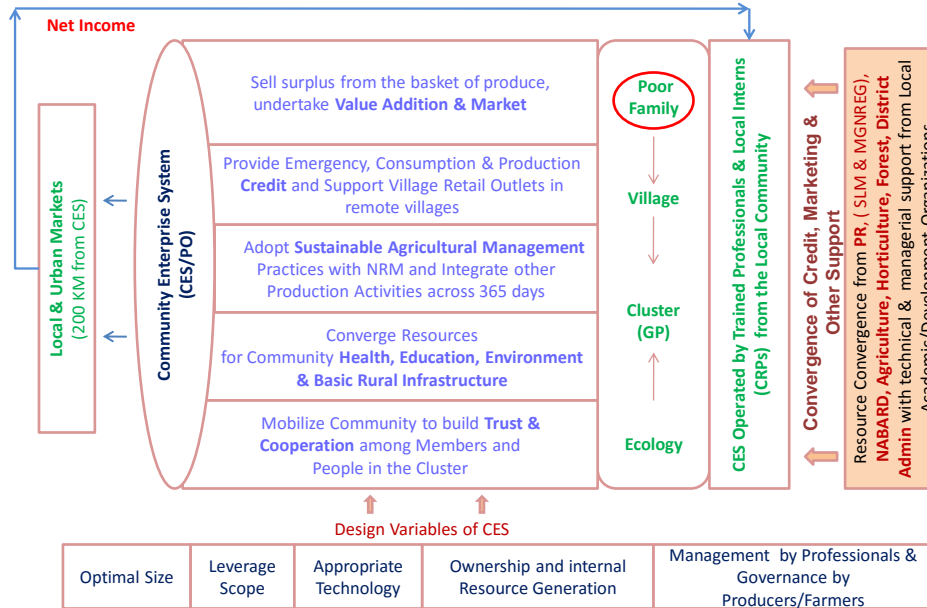 Net Income
Local & Urban Markets
(200 KM from CES)
Community Enterprise System
(CES/PO)
Sell surplus from the basket of produce,
undertake Value Addition & Market
Provide Emergency, Consumption & Production
Credit and Support Village Retail Outlets in
remote villages
Adopt Sustainable Agricultural Management
Practices with NRM and Integrate other
Production Activities across 365 days
Converge Resources
for Community Health, Education, Environment
& Basic Rural Infrastructure
Mobilize Community to build Trust &
Cooperation among Members and
People in the Cluster
Poor
Family
Village
Cluster
(GP)
Ecology
CES Operated by Trained Professionals & Local Interns
(CRPs) from the Local Community
Convergence of Credit, Marketing &
Other Support
Resource Convergence from PR, ( SLM & MGNREG),
NABARD, Agriculture, Horticulture, Forest, District
Admin with technical & managerial support from Local
Academic/Development Organizations
Design Variables of CES
Optimal Size
Leverage
Scope
Appropriate
Technology
Ownership and internal
Resource Generation
Management by Professionals &
Governance by
Producers/Farmers